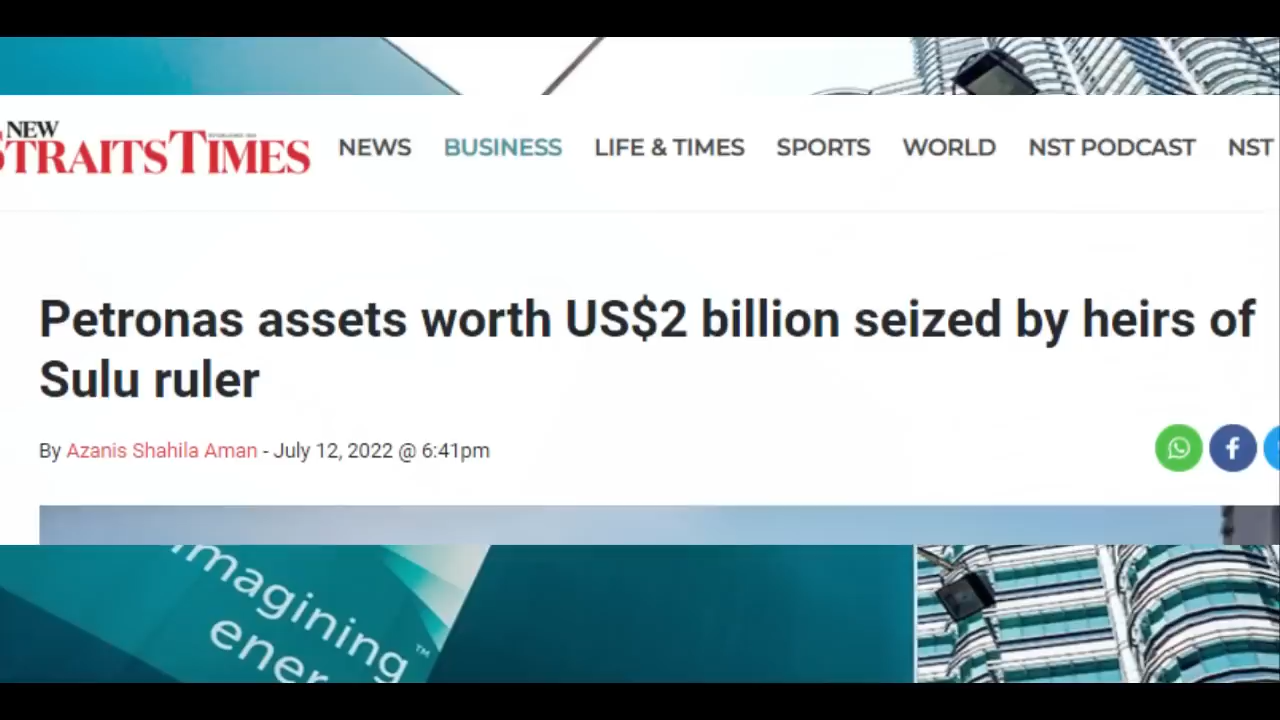 NEW
STRAITS TIMES
NEWS BUSINESS LIFE & TIMES SPORTS WORLD NST PODCAST NST
Petronas assets worth US$2 billion seized by heirs of
Sulu ruler
By Azanis Shahila Aman - July 12, 2022 @ 6:41pm
imagining
ener
TM